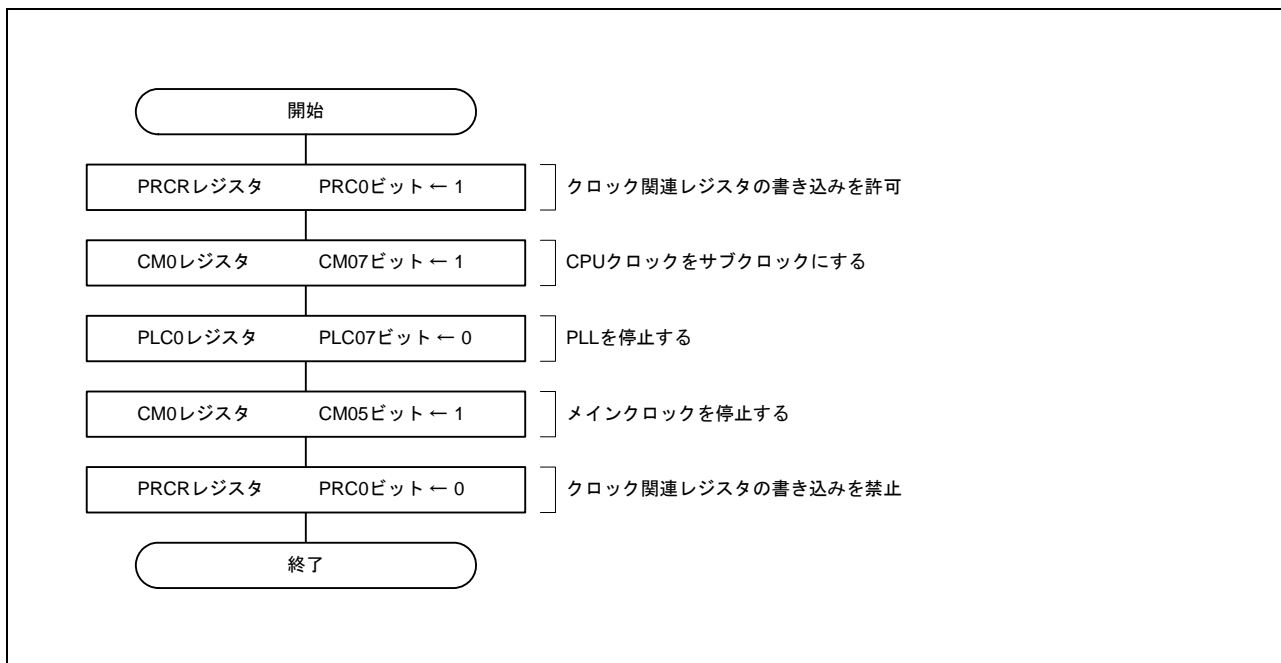 開始
PRCRレジスタ PRC0ビット ← 1 クロック関連レジスタの書き込みを許可
CM0レジスタ CM07ビット ← 1 CPUクロックをサブクロックにする
PLC0レジスタ PLC07ビット ← 0 PLLを停止する
CM0レジスタ CM05ビット ← 1 メインクロックを停止する
PRCRレジスタ PRC0ビット ← 0 クロック関連レジスタの書き込みを禁止
終了